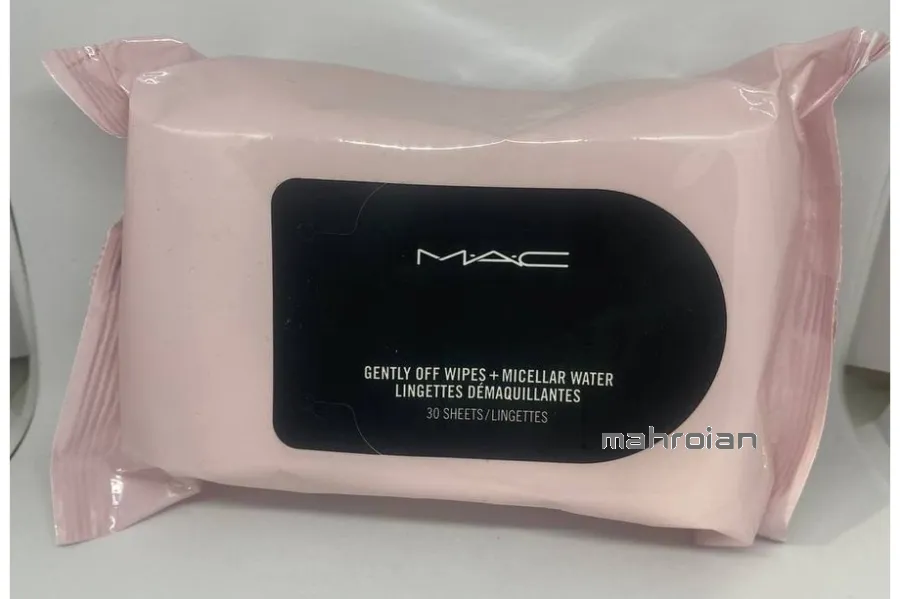 M·A·C
GENTLY OFF WIPES + MICELLAR WATER
LINGETTES DÉMAQUILLANTES
30 SHEETS/LINGETTES
mahroian